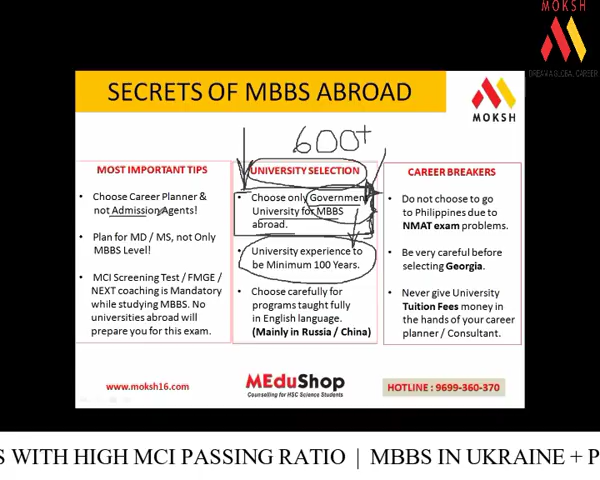 MOKSH
DREAM A GLOBAL CAREER
SECRETS OF MBBS ABROAD
MOKSH
600+
MOST IMPORTANT TIPS
• Choose Career Planner &
not Admission Agents!
• Plan for MD / MS, not Only
MBBS Level!
• MCI Screening Test / FMGE /
NEXT coaching is Mandatory
while studying MBBS. No
universities abroad will
prepare you for this exam.
UNIVERSITY SELECTION
• Choose only Government
University for MBBS
abroad.
• University experience to
be Minimum 100 Years.
• Choose carefully for
programs taught fully
in English language.
(Mainly in Russia / China)
CAREER BREAKERS
• Do not choose to go
to Philippines due to
NMAT exam problems.
• Be very careful before
selecting Georgia.
• Never give University
Tuition Fees money in
the hands of your career
planner / Consultant.
www.moksh16.com
MEduShop
Counselling for HSC Science Students
HOTLINE : 9699-360-370
S WITH HIGH MCI PASSING RATIO | MBBS IN UKRAINE + P